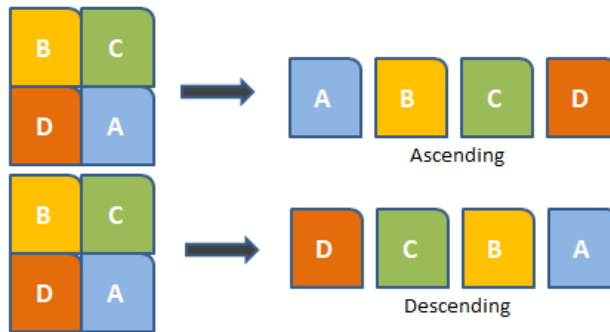 B C
D A
A B C D
Ascending
B C
D A
D C B A
Descending